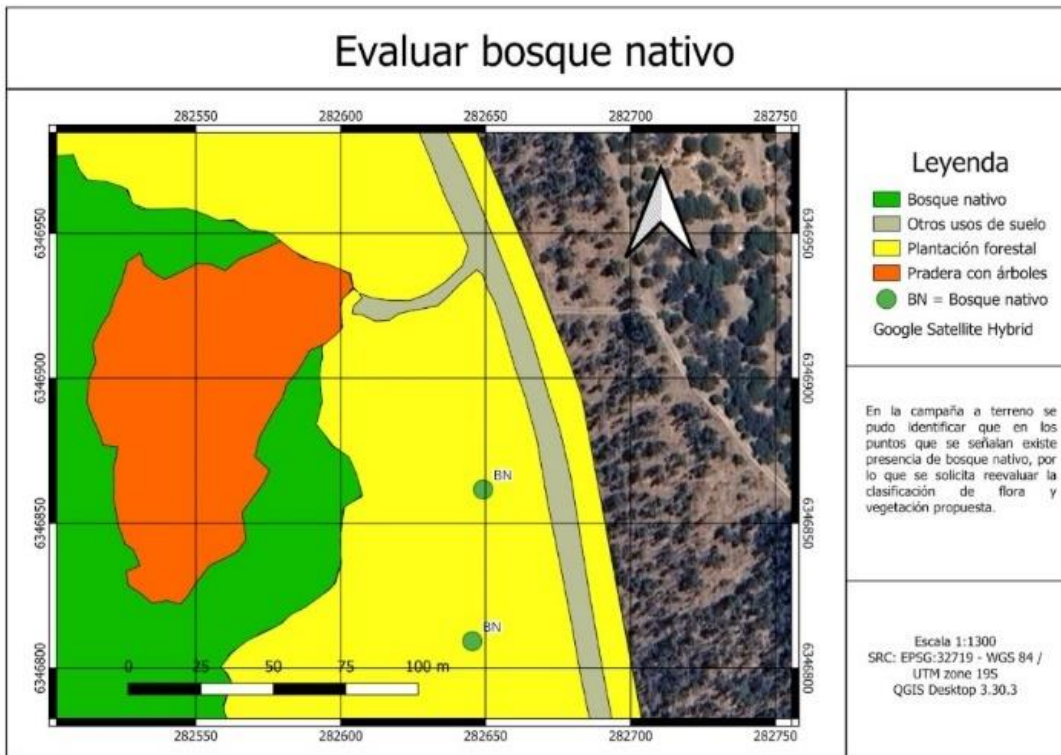 Evaluar bosque nativo
282550 282600 282650 282700 282750
6346950
6346900
6346850
6346800
BN
BN
0 25 50 75 100 m
6346950
6346900
6346850
6346800
282550 282600 282650 282700 282750
Leyenda
Bosque nativo
Otros usos de suelo
Plantación forestal
Pradera con árboles
BN = Bosque nativo
Google Satellite Hybrid
En la campaña a terreno se
pudo identificar que en los
puntos que se señalan existe
presencia de bosque nativo, por
lo que se solicita reevaluar la
clasificación de flora y
vegetación propuesta.
Escala 1:1300
SRC: EPSG:32719 - WGS 84 /
UTM zone 19S
QGIS Desktop 3.30.3